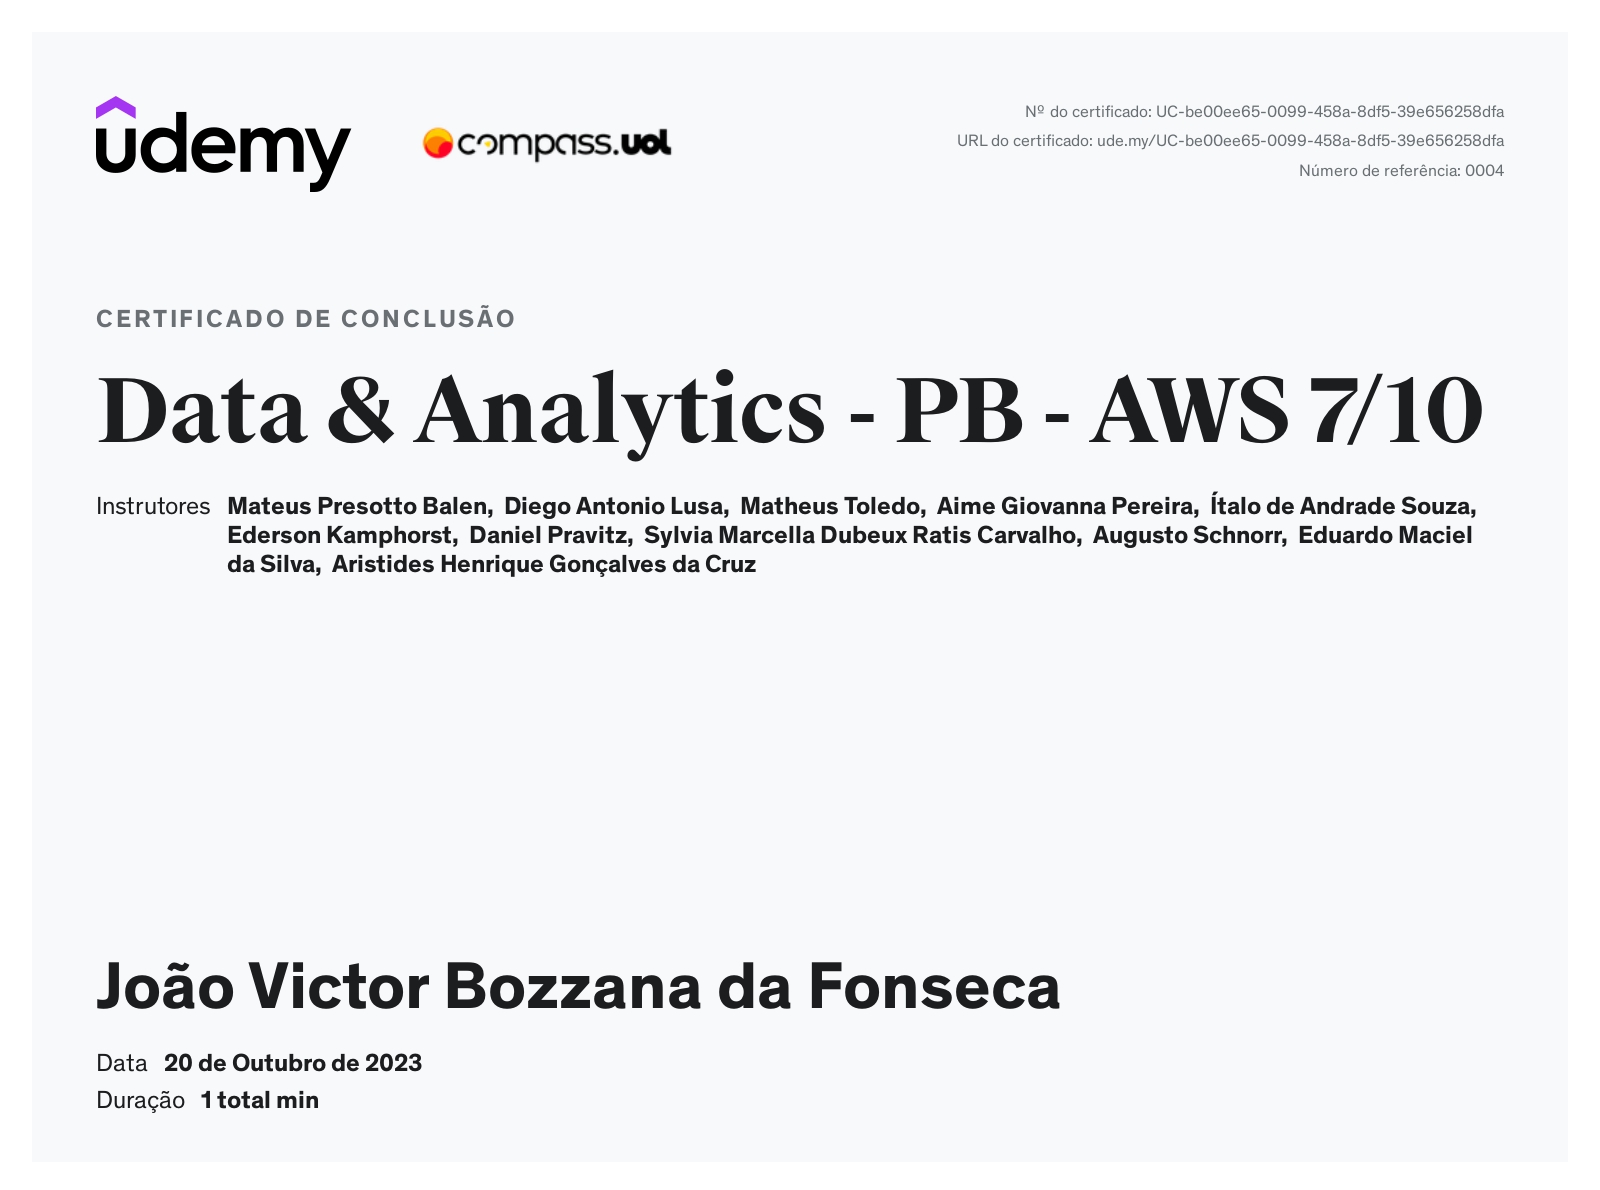 udemy
compass.uol
Nº do certificado: UC-be00ee65-0099-458a-8df5-39e656258dfa
URL do certificado: ude.my/UC-be00ee65-0099-458a-8df5-39e656258dfa
Número de referência: 0004
CERTIFICADO DE CONCLUSÃO
Data & Analytics - PB - AWS 7/10
Instrutores Mateus Presotto Balen, Diego Antonio Lusa, Matheus Toledo, Aime Giovanna Pereira, Ítalo de Andrade Souza,
Ederson Kamphorst, Daniel Pravitz, Sylvia Marcella Dubeux Ratis Carvalho, Augusto Schnorr, Eduardo Maciel
da Silva, Aristides Henrique Gonçalves da Cruz
João Victor Bozzana da Fonseca
Data 20 de Outubro de 2023
Duração 1 total min